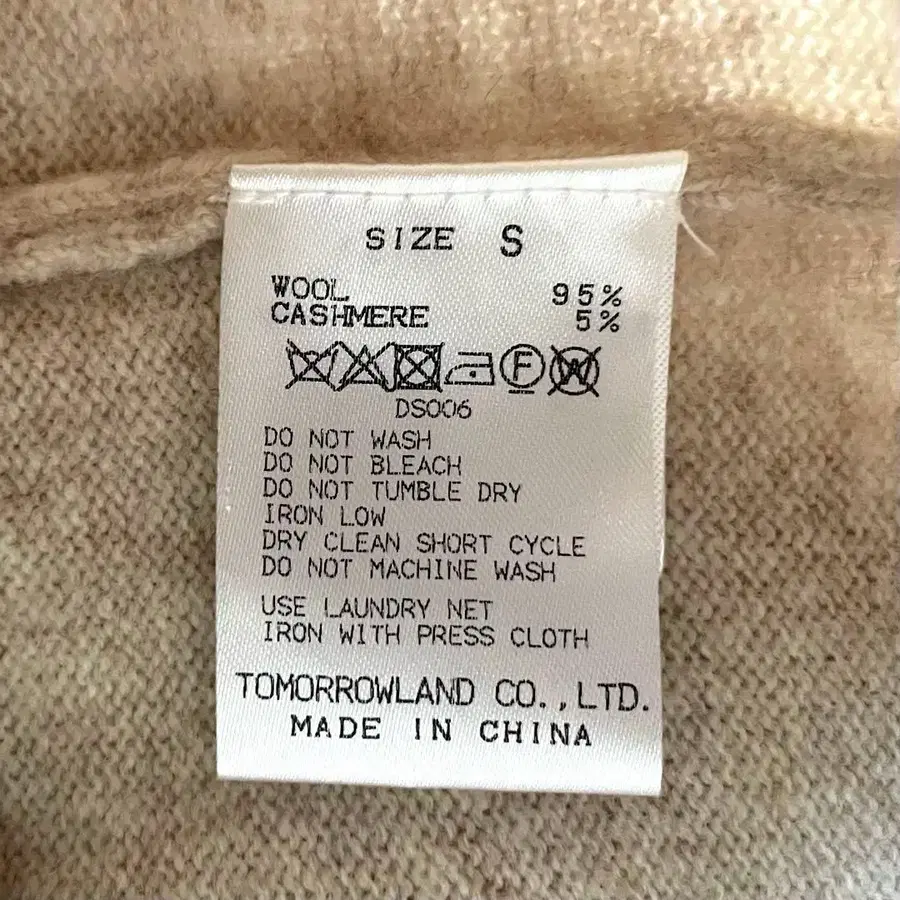 SIZE S
WOOL 95%
CASHMERE 5%
F W
DS006
DO NOT WASH
DO NOT BLEACH
DO NOT TUMBLE DRY
IRON LOW
DRY CLEAN SHORT CYCLE
DO NOT MACHINE WASH
USE LAUNDRY NET
IRON WITH PRESS CLOTH
TOMORROWLAND CO.,LTD.
MADE IN CHINA